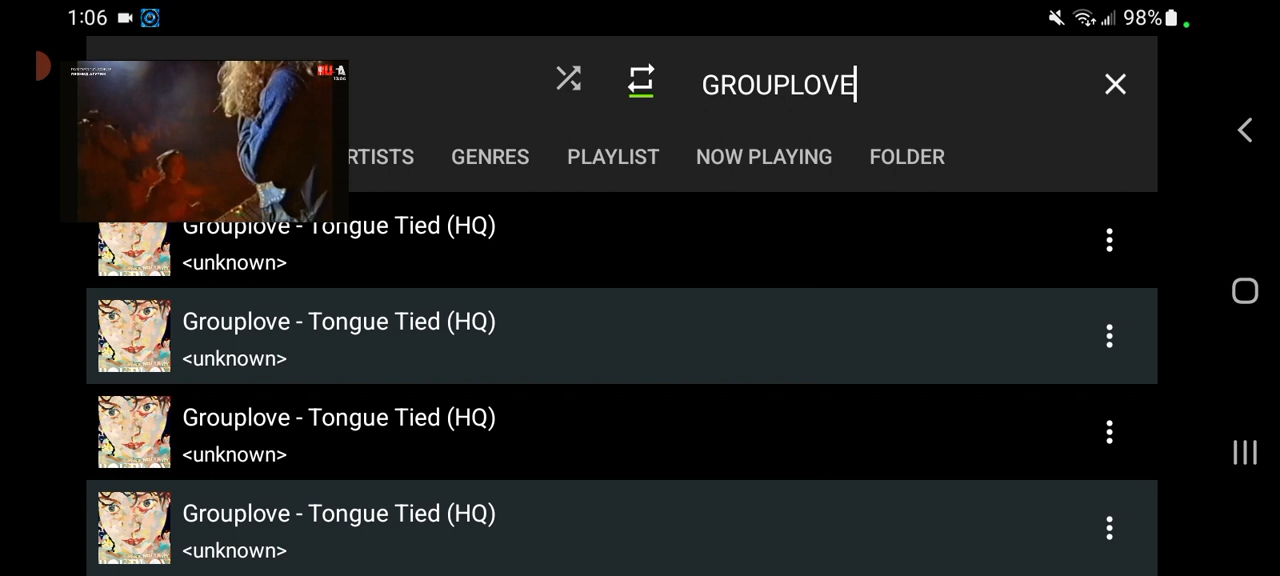 1:06
98%
GROUPLOVE
RTISTS GENRES PLAYLIST NOW PLAYING FOLDER
Grouplove - Tongue Tied (HQ)
<unknown>
Grouplove - Tongue Tied (HQ)
<unknown>
Grouplove - Tongue Tied (HQ)
<unknown>
Grouplove - Tongue Tied (HQ)
<unknown>